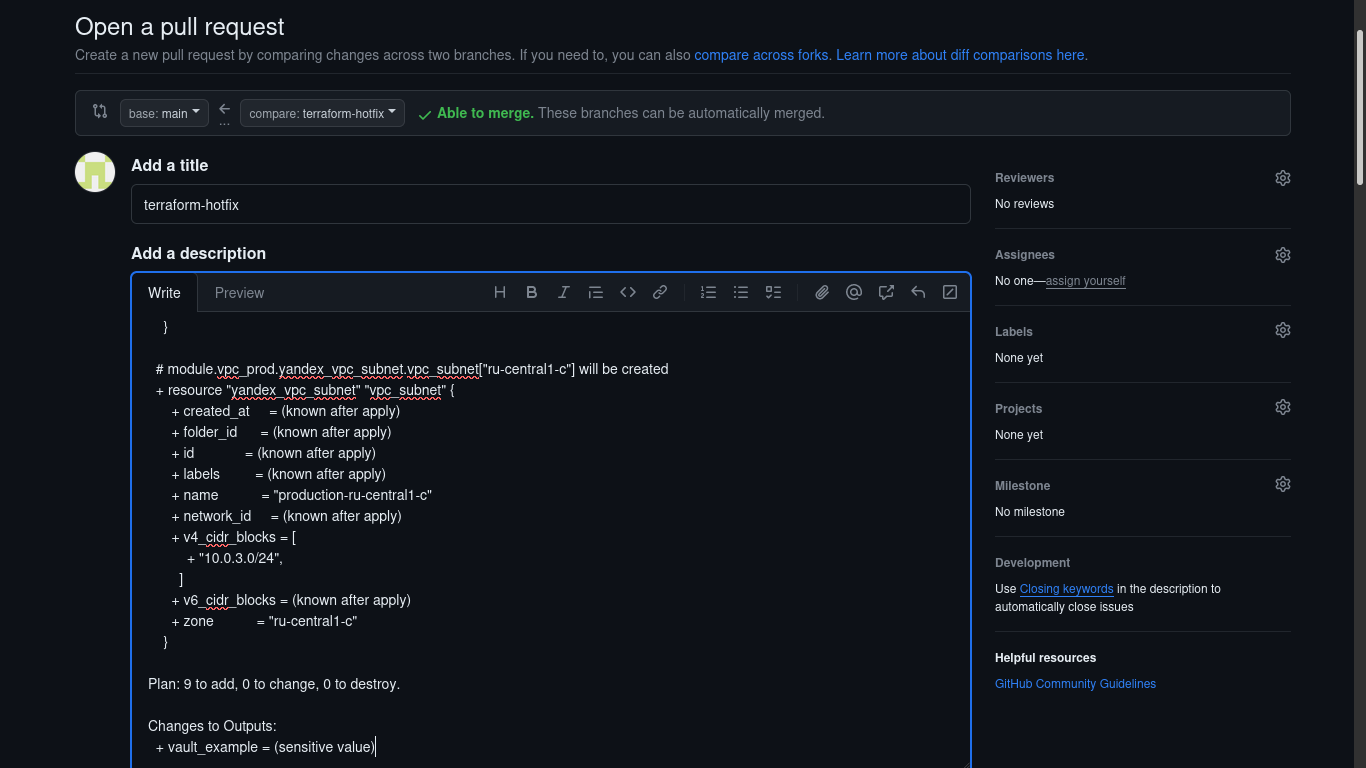 Open a pull request
Create a new pull request by comparing changes across two branches. If you need to, you can also compare across forks. Learn more about diff comparisons here.
base: main
...
compare: terraform-hotfix
Able to merge. These branches can be automatically merged.
Add a title
terraform-hotfix
Add a description
Write Preview
}
# module.vpc_prod.yandex_vpc_subnet.vpc_subnet["ru-central1-c"] will be created
+ resource "yandex_vpc_subnet" "vpc_subnet" {
+ created_at = (known after apply)
+ folder_id = (known after apply)
+ id = (known after apply)
+ labels = (known after apply)
+ name = "production-ru-central1-c"
+ network_id = (known after apply)
+ v4_cidr_blocks = [
+ "10.0.3.0/24",
]
+ v6_cidr_blocks = (known after apply)
+ zone = "ru-central1-c"
}
Plan: 9 to add, 0 to change, 0 to destroy.
Changes to Outputs:
+ vault_example = (sensitive value)
Reviewers
No reviews
Assignees
No one—assign yourself
Labels
None yet
Projects
None yet
Milestone
No milestone
Development
Use Closing keywords in the description to
automatically close issues
Helpful resources
GitHub Community Guidelines